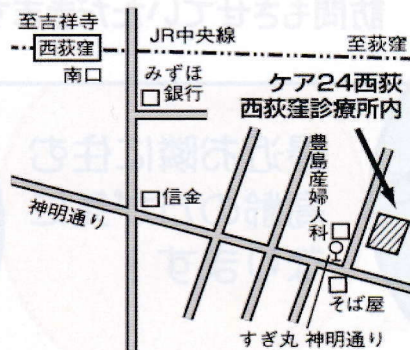 至吉祥寺
JR中央線
至荻窪
西荻窪
南口
みずほ
銀行
ケア24西荻
西荻窪診療所内
豊島産婦人科
信金
神明通り
そば屋
すぎ丸 神明通り